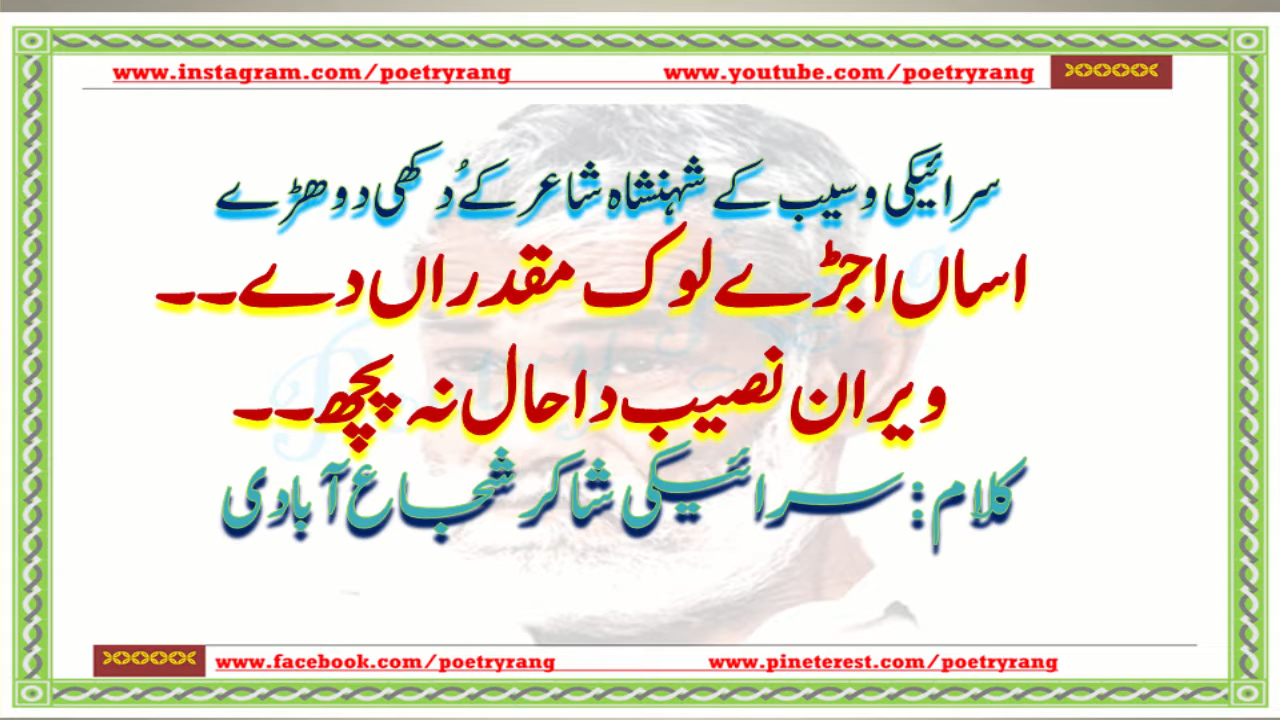 www.instagram.com/poetryrang www.youtube.com/poetryrang
سرائیکی وسیب کے شہنشاہ شاعر کے دُکھی دوھڑے
اساں اجڑے لوک مقدراں دے۔۔
ویران نصیب دا حال نہ پچھ۔۔
کلام : سرائیکی شاکر شجاع آبادی
www.facebook.com/poetryrang www.pineterest.com/poetryrang